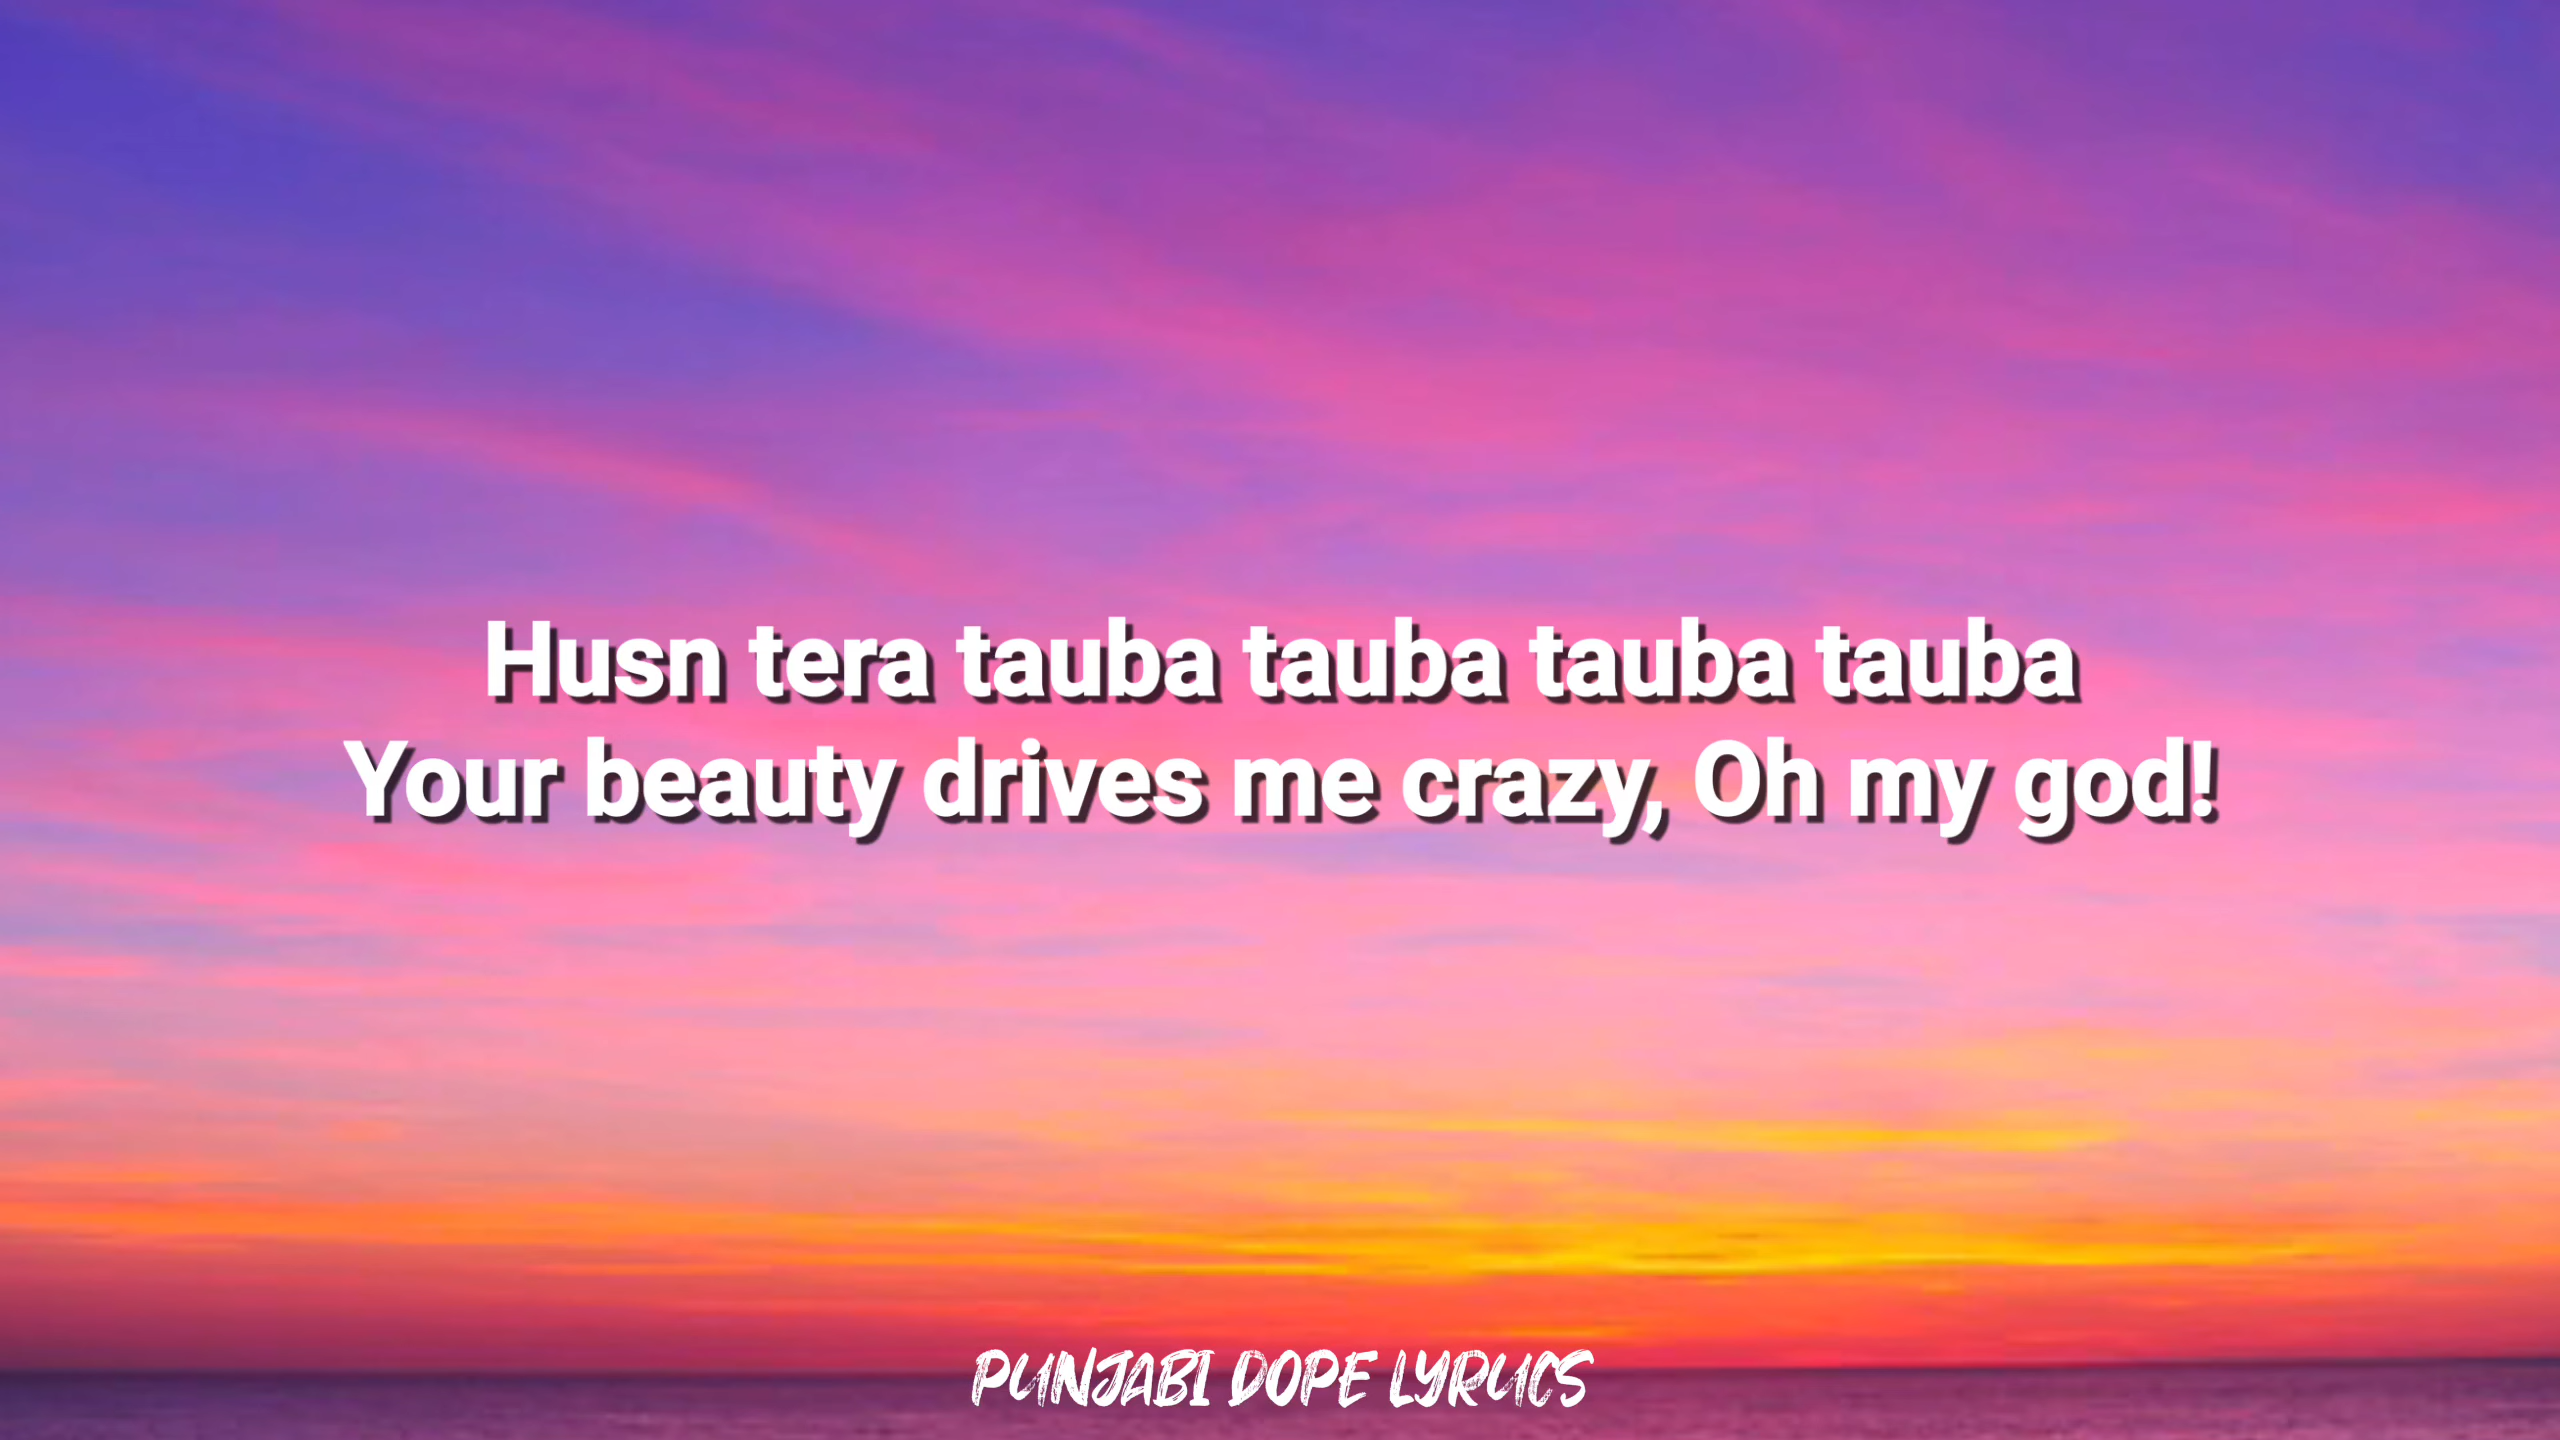 Husn tera tauba tauba tauba tauba
Your beauty drives me crazy, Oh my god!
PUNJABI DOPE LYRICS